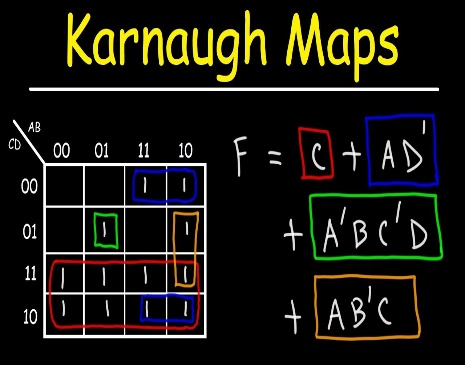 Karnaugh Maps
AB
CD 00 01 11 10
00 1 1
01 1 1
11 1 1 1 1
10 1 1 1 1
F = C + AD'
+ A'BC'D
+ AB'C